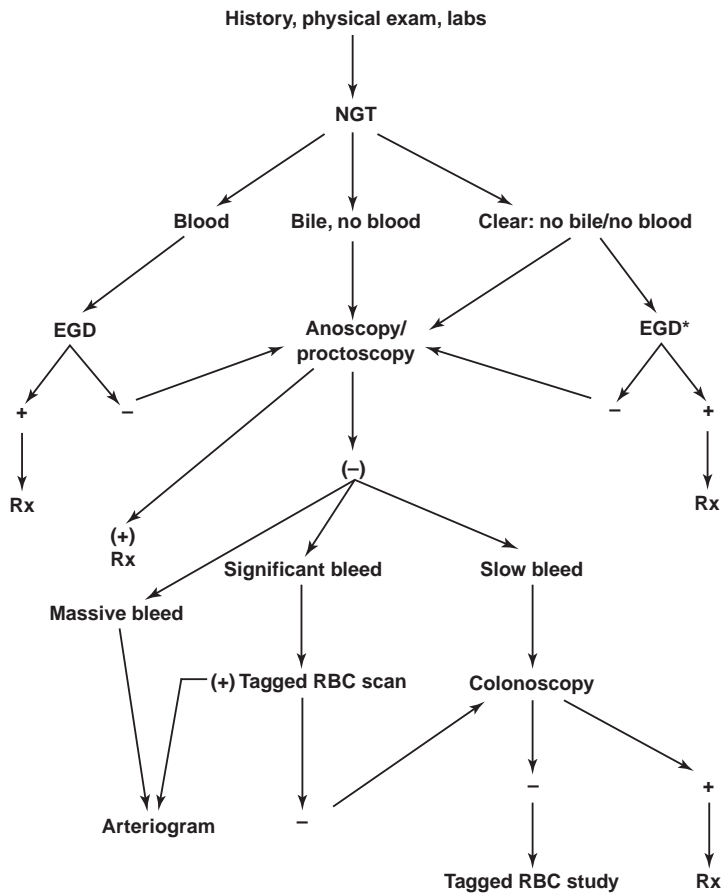 History, physical exam, labs
NGT
Blood
Bile, no blood
Clear: no bile/no blood
EGD
Anoscopy/
proctoscopy
EGD*
+
–
–
+
Rx
(–)
Rx
(+)
Rx
Significant bleed
Slow bleed
Massive bleed
(+) Tagged RBC scan
Colonoscopy
–
+
Arteriogram
–
Tagged RBC study
Rx